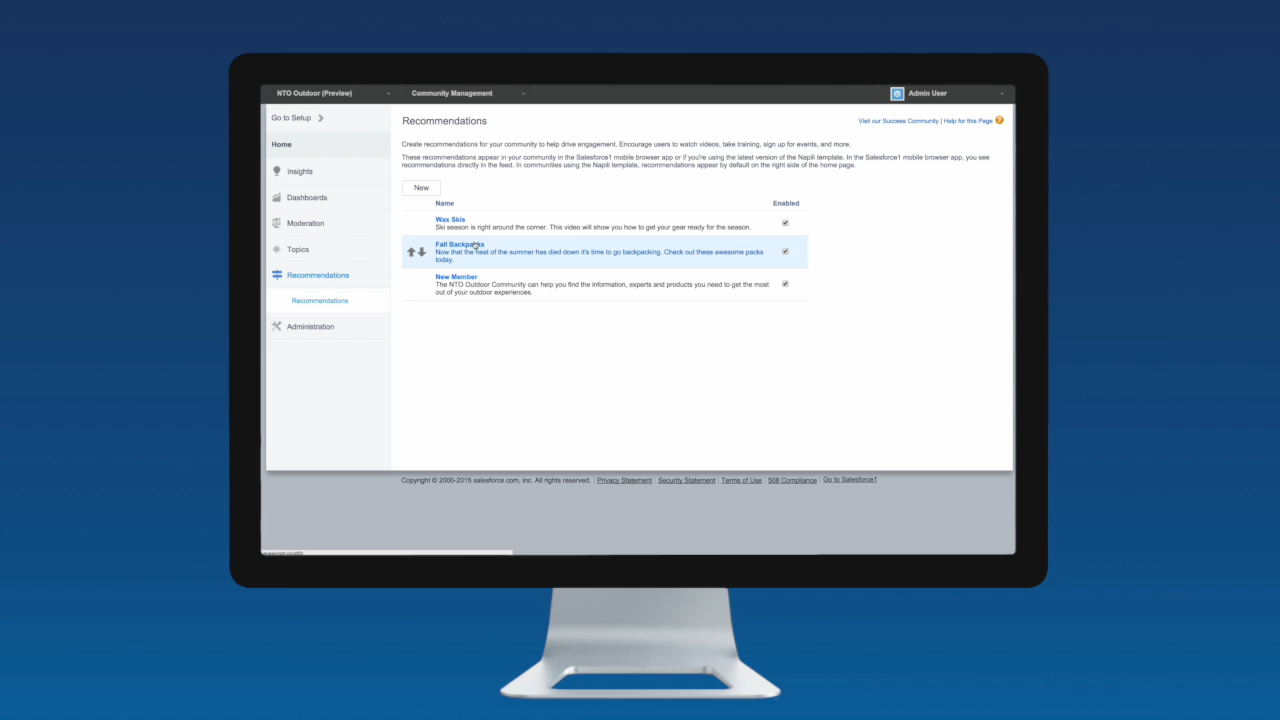 NTO Outdoor (Preview)
Community Management
Admin User
Go to Setup
Home
Insights
Dashboards
Moderation
Topics
Recommendations
Recommendations
Administration
Recommendations
Visit our Success Community | Help for this Page
Create recommendations for your community to help drive engagement. Encourage users to watch videos, take training, sign up for events, and more.
These recommendations appear in your community in the Salesforce1 mobile browser app or if you're using the latest version of the Napili template. In the Salesforce1 mobile browser app, you see
recommendations directly in the feed. In communities using the Napili template, recommendations appear by default on the right side of the home page.
New
Name Enabled
Wax Skis
Ski season is right around the corner. This video will show you how to get your gear ready for the season.
Fall Backpacks
Now that the heat of the summer has died down it's time to go backpacking. Check out these awesome packs
today.
New Member
The NTO Outdoor Community can help you find the information, experts and products you need to get the most
out of your outdoor experiences.
Copyright © 2000-2015 salesforce.com, inc. All rights reserved. | Privacy Statement | Security Statement | Terms of Use | 508 Compliance | Go to Salesforce1